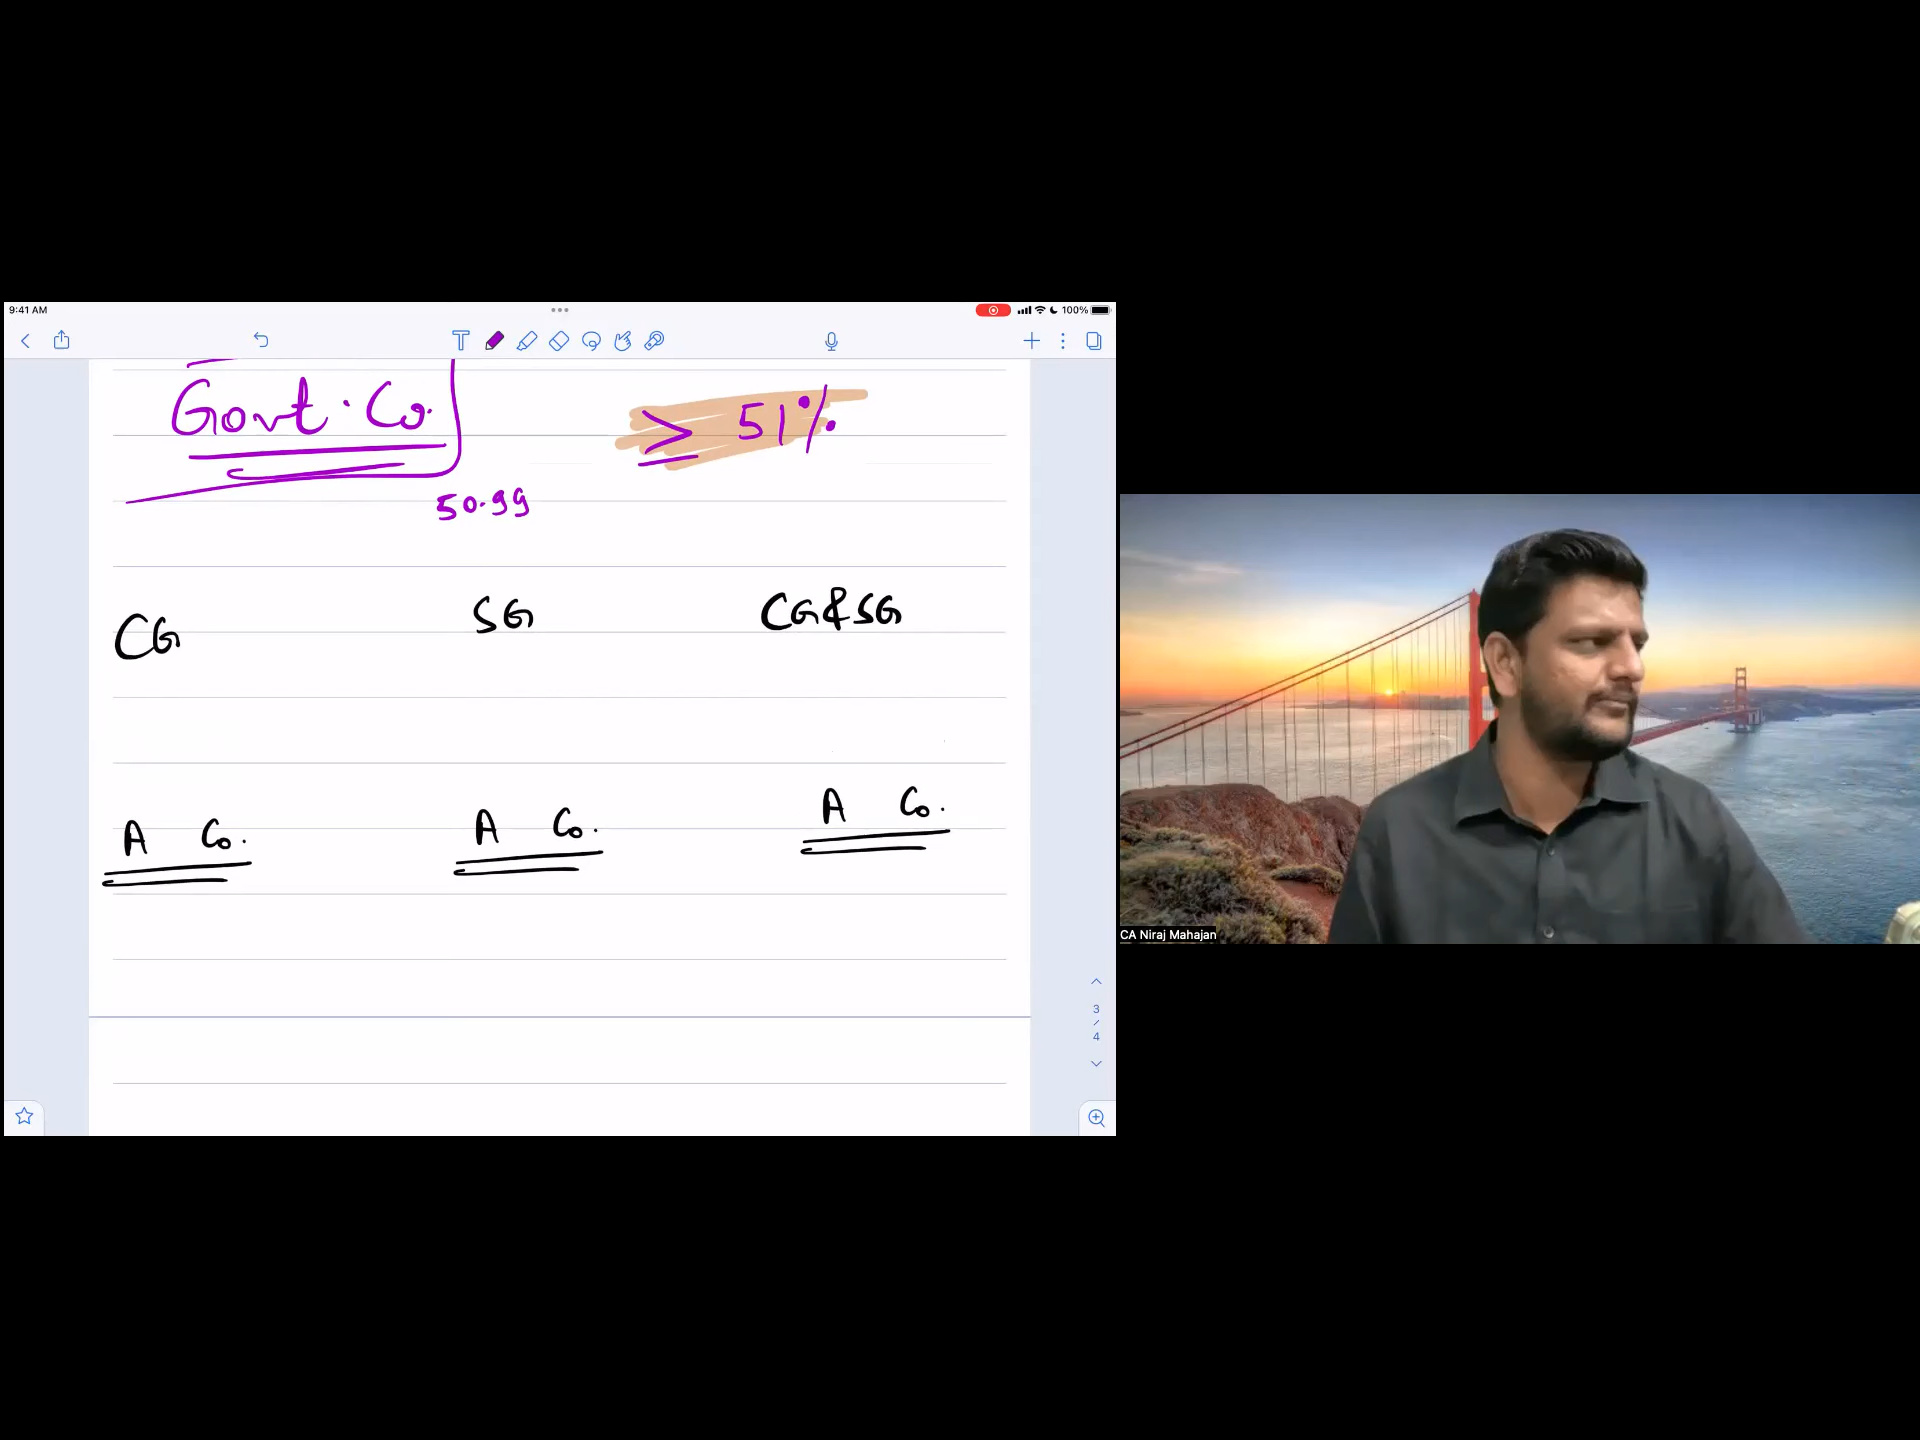 9:41 AM
100%
Govt. Co.
≥ 51%
50.99
CG SG CG & SG
A Co. A Co. A Co.
CA Niraj Mahajan
3
/
4